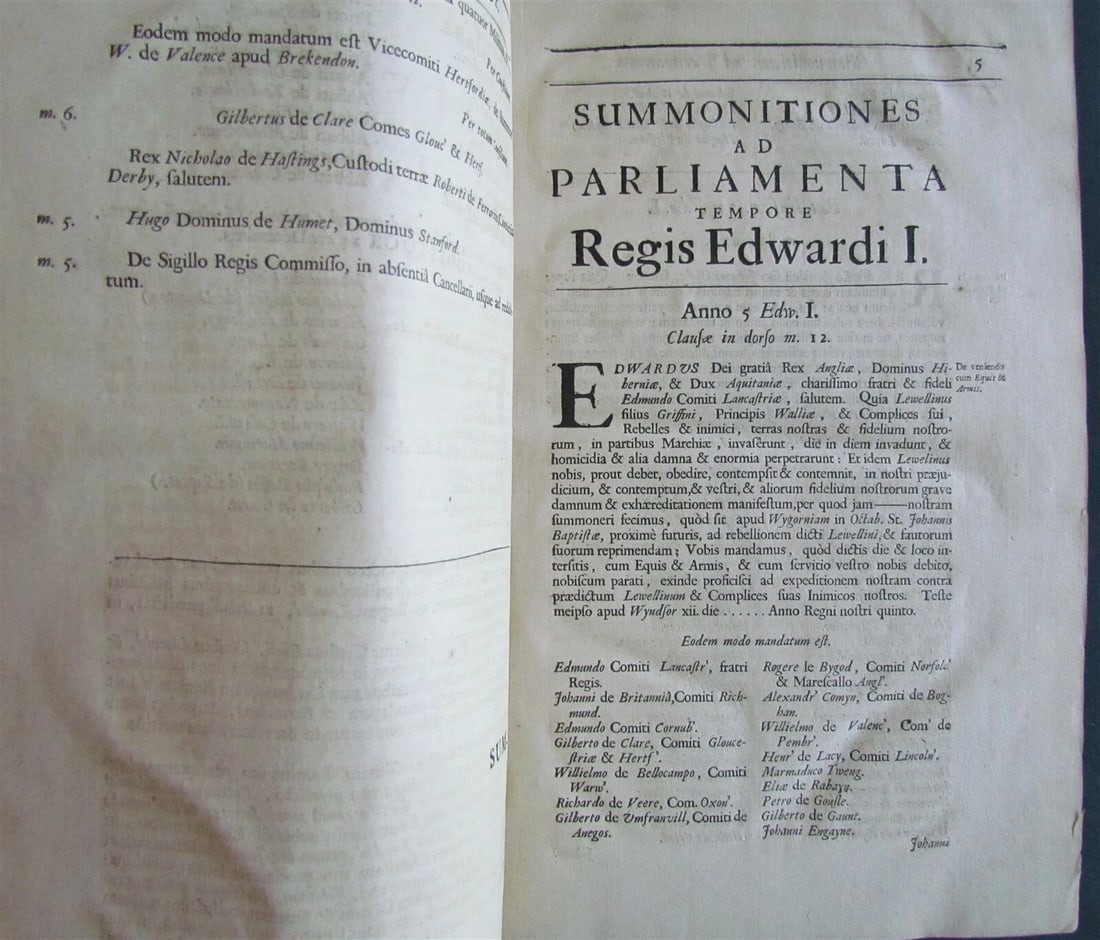 quatuor
Eodem modo mandatum eſt Vicecomiti Hertfordiæ, de
W. de Valence apud Brekendon.
Per totum Conſilium.
m. 6.
Gilbertus de Clare Comes Glouc' & Hertf.
Rex Nicholao de Haſtings, Cuſtodi terræ Roberti de Ferrariis
Derby, ſalutem.
m. 5.
Hugo Dominus de Humet, Dominus Stanford.
m. 5.
De Sigillo Regis Commiſſo, in abſentiâ Cancellarii, uſque ad
tum.
5
SUMMONITIONES
AD
PARLIAMENTA
TEMPORE
Regis Edwardi I.
Anno 5 Edw. I.
Clauſæ in dorſo m. 12.
EDWARDVS Dei gratiâ Rex Angliæ, Dominus Hi-
berniæ, & Dux Aquitaniæ, chariſſimo fratri & fideli
Edmundo Comiti Lancaſtriæ, ſalutem. Quia Lewellinus
filius Griffini, Principis Walliæ, & Complices ſui,
Rebelles & inimici, terras noſtras & fidelium noſtro-
rum, in partibus Marchiæ, invaſerunt, die in diem invadunt, &
homicidia & alia damna & enormia perpetrarunt: Et idem Lewelinus
nobis, prout debet, obedire, contempſit & contemnit, in noſtri præju-
dicium, & contemptum, & veſtri, & aliorum fidelium noſtrorum grave
damnum & exhæreditationem manifeſtum, per quod jam——noſtram
ſummoneri fecimus, quòd ſit apud Wygorniam in Octab. St. Johannis
Baptiſtæ, proximè futuris, ad rebellionem dicti Lewellini, & fautorum
ſuorum reprimendam; Vobis mandamus, quòd dictis die & loco in-
terſitis, cum Equis & Armis, & cum ſervitio veſtro nobis debito,
nobiſcum parati, exinde proficiſci ad expeditionem noſtram contra
prædictum Lewellinum & Complices ſuas Inimicos noſtros. Teſte
meipſo apud Wyndſor xii. die . . . . . . Anno Regni noſtri quinto.
De veniendo
cum Equis &
Armis.
Eodem modo mandatum eſt.
Edmundo Comiti Lancaſtr', fratri
Regis.
Johanni de Britanniâ, Comiti Rich-
mund.
Edmundo Comiti Cornub'.
Gilberto de Clare, Comiti Glouce-
ſtriæ & Hertf'.
Willielmo de Bellocampo, Comiti
Warw'.
Richardo de Veere, Com. Oxon'.
Gilberto de Vmfranvill, Comiti de
Anegos.
Rogere le Bygod, Comiti Norfolc'
& Mareſcallo Angl'.
Alexandr' Comyn, Comiti de Bog-
han.
Willielmo de Valenc', Com' de
Pembr'.
Henr' de Lacy, Comiti Lincoln'.
Marmaduco Tweng.
Eliæ de Rabayn.
Petro de Gouſle.
Gilberto de Gaunt.
Johanni Engayne.
Johanni